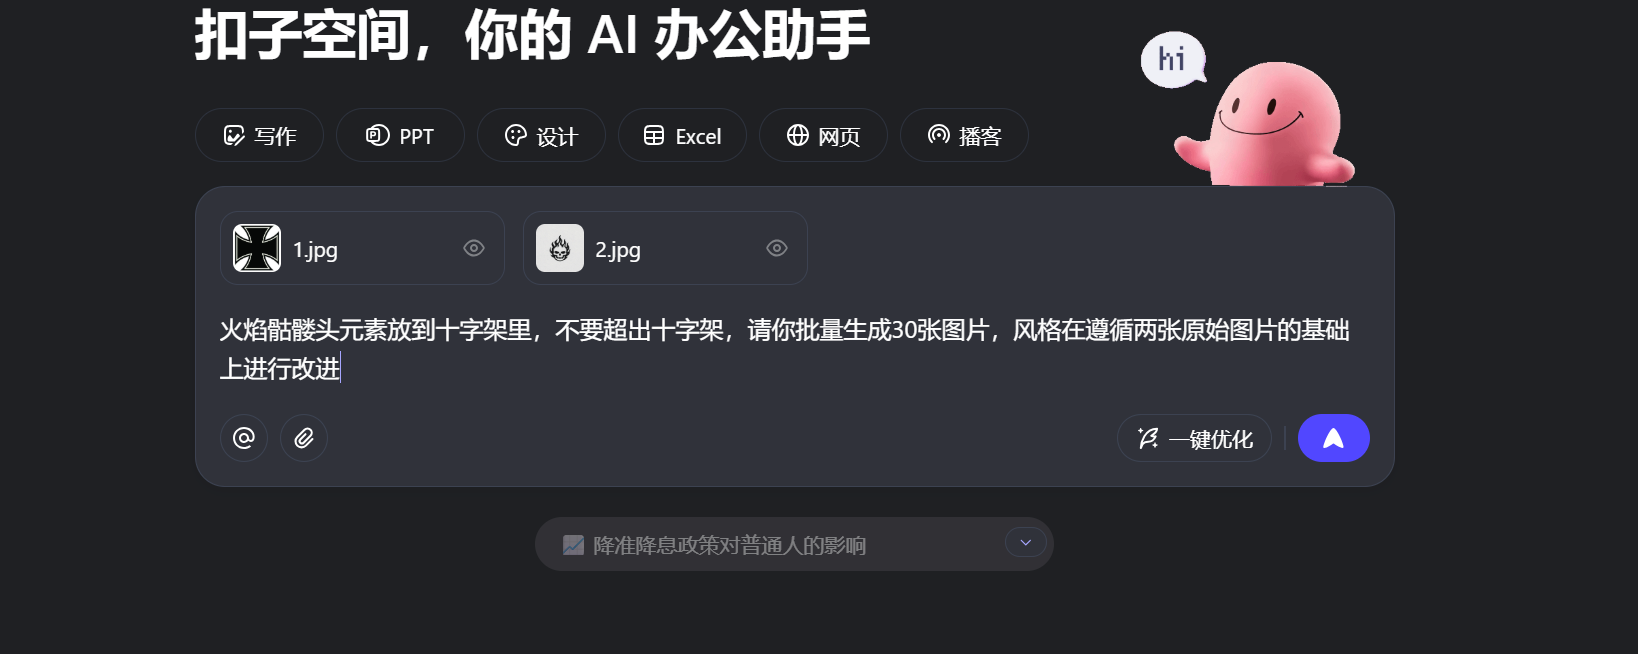 扣子空间，你的 AI 办公助手
hi
写作
PPT
设计
Excel
网页
播客
1.jpg
2.jpg
火焰骷髅头元素放到十字架里，不要超出十字架，请你批量生成30张图片，风格在遵循两张原始图片的基础
上进行改进
一键优化
降准降息政策对普通人的影响